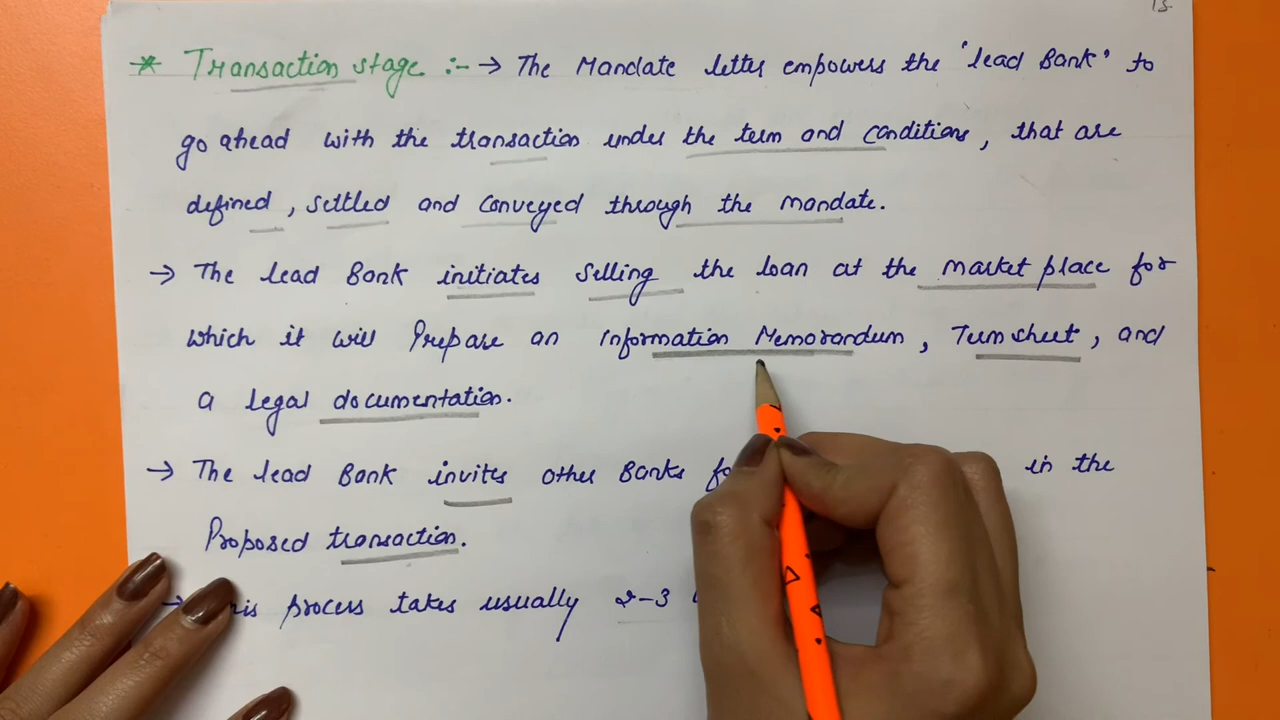 * Transaction stage :- → The Mandate letter empowers the 'lead Bank' to
go ahead with the transaction under the term and conditions, that are
defined, settled and conveyed through the mandate.
→ The lead Bank initiates selling the loan at the market place for
which it will Prepare an Information Memorandum, Term sheet, and
a legal documentation.
→ The lead Bank invites other Banks in the
Proposed transaction.
→ process takes usually 2-3